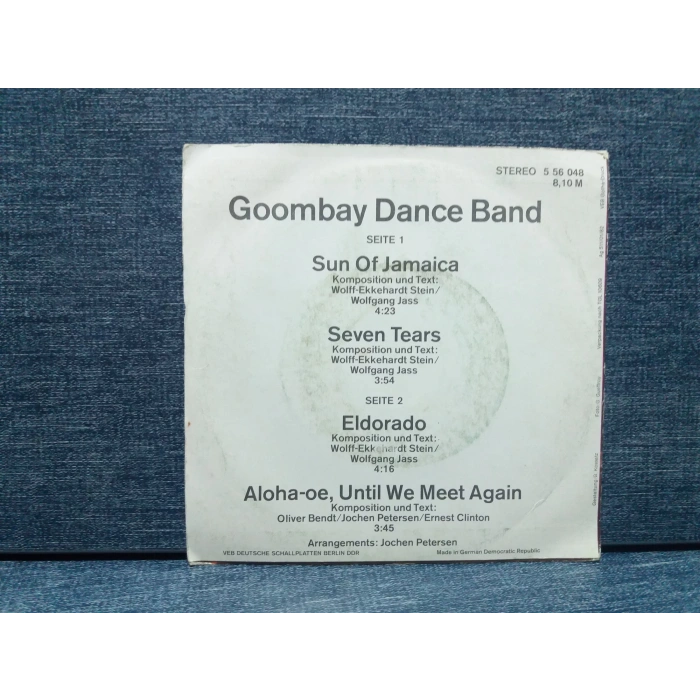 STEREO 5 56 048
8,10 M
Goombay Dance Band
SEITE 1
Sun Of Jamaica
Komposition und Text:
Wolff-Ekkehardt Stein/
Wolfgang Jass
4:23
Seven Tears
Komposition und Text:
Wolff-Ekkehardt Stein/
Wolfgang Jass
3:54
SEITE 2
Eldorado
Komposition und Text:
Wolff-Ekkehardt Stein/
Wolfgang Jass
4:16
Aloha-oe, Until We Meet Again
Komposition und Text:
Oliver Bendt/Jochen Petersen/Ernest Clinton
3:45
Arrangements: Jochen Petersen
VEB DEUTSCHE SCHALLPLATTEN BERLIN DDR
Made in German Democratic Republic